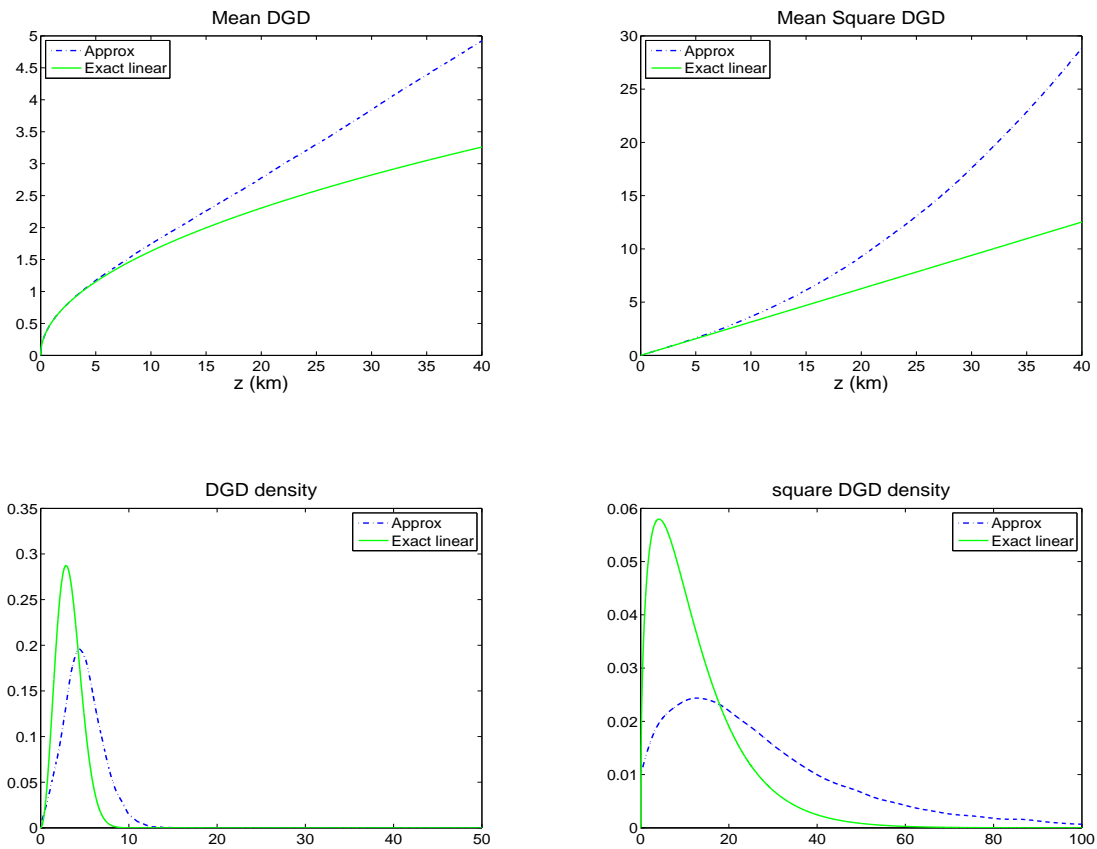 Mean DGD
5
4.5
4
3.5
3
2.5
2
1.5
1
0.5
0
Approx
Exact linear
0 5 10 15 20 25 30 35 40
z (km)
Mean Square DGD
30
25
20
15
10
5
0
Approx
Exact linear
0 5 10 15 20 25 30 35 40
z (km)
DGD density
0.35
0.3
0.25
0.2
0.15
0.1
0.05
0
Approx
Exact linear
0 10 20 30 40 50
square DGD density
0.06
0.05
0.04
0.03
0.02
0.01
0
Approx
Exact linear
0 20 40 60 80 100